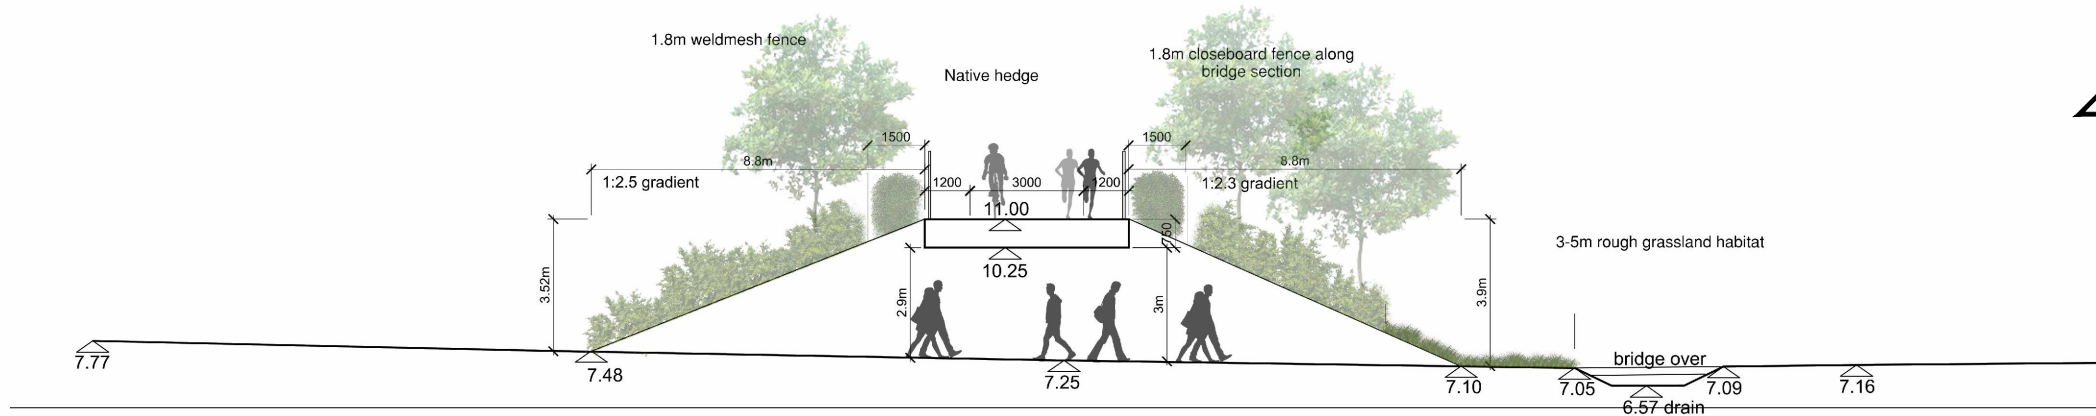 1.8m weldmesh fence
Native hedge
1.8m closeboard fence along
bridge section
1500
1500
8.8m
8.8m
1:2.5 gradient
1200
3000
1200
1:2.3 gradient
11.00
750
10.25
3-5m rough grassland habitat
3.52m
2.9m
3m
3.9m
7.77
7.48
7.25
7.10
7.05
bridge over
7.09
7.16
6.57 drain